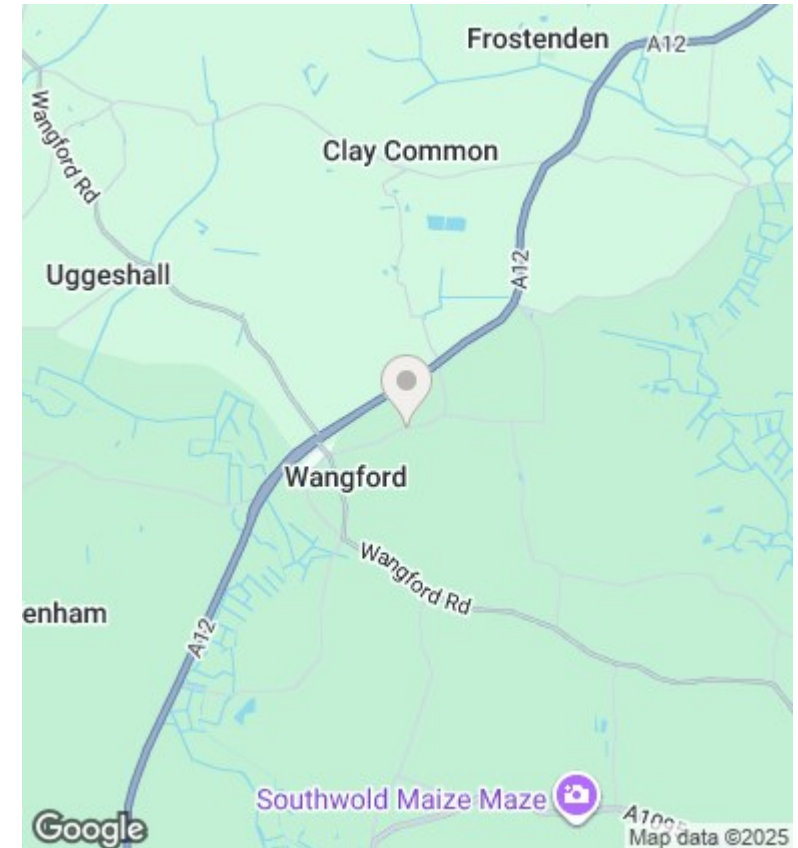 Frostenden
A12
Wangford Rd
Clay Common
A12
Uggeshall
Wangford
Wangford Rd
enham
A12
Southwold Maize Maze
A1095
Google
Map data ©2025